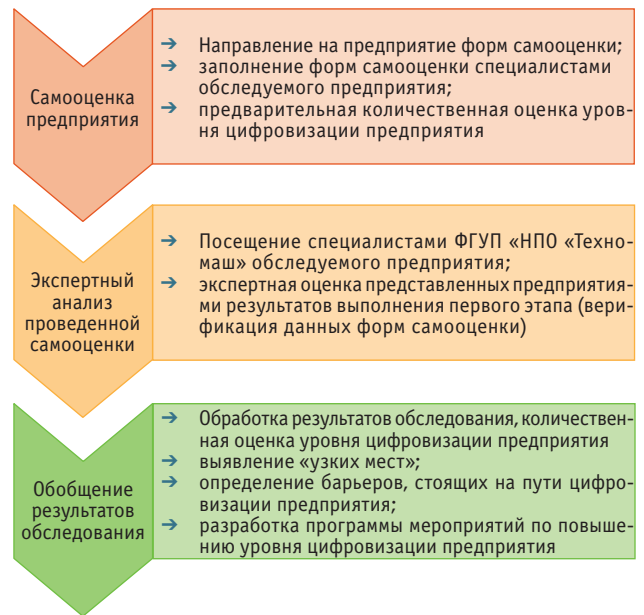 Самооценка
предприятия
➔ Направление на предприятие форм самооценки;
➔ заполнение форм самооценки специалистами
обследуемого предприятия;
➔ предварительная количественная оценка уров-
ня цифровизации предприятия
Экспертный
анализ
проведенной
самооценки
➔ Посещение специалистами ФГУП «НПО «Техно-
маш» обследуемого предприятия;
➔ экспертная оценка представленных предприятия-
ми результатов выполнения первого этапа (вери-
фикация данных форм самооценки)
Обобщение
результатов
обследования
➔ Обработка результатов обследования, количествен-
ная оценка уровня цифровизации предприятия
➔ выявление «узких мест»;
➔ определение барьеров, стоящих на пути цифро-
визации предприятия;
➔ разработка программы мероприятий по повыше-
нию уровня цифровизации предприятия